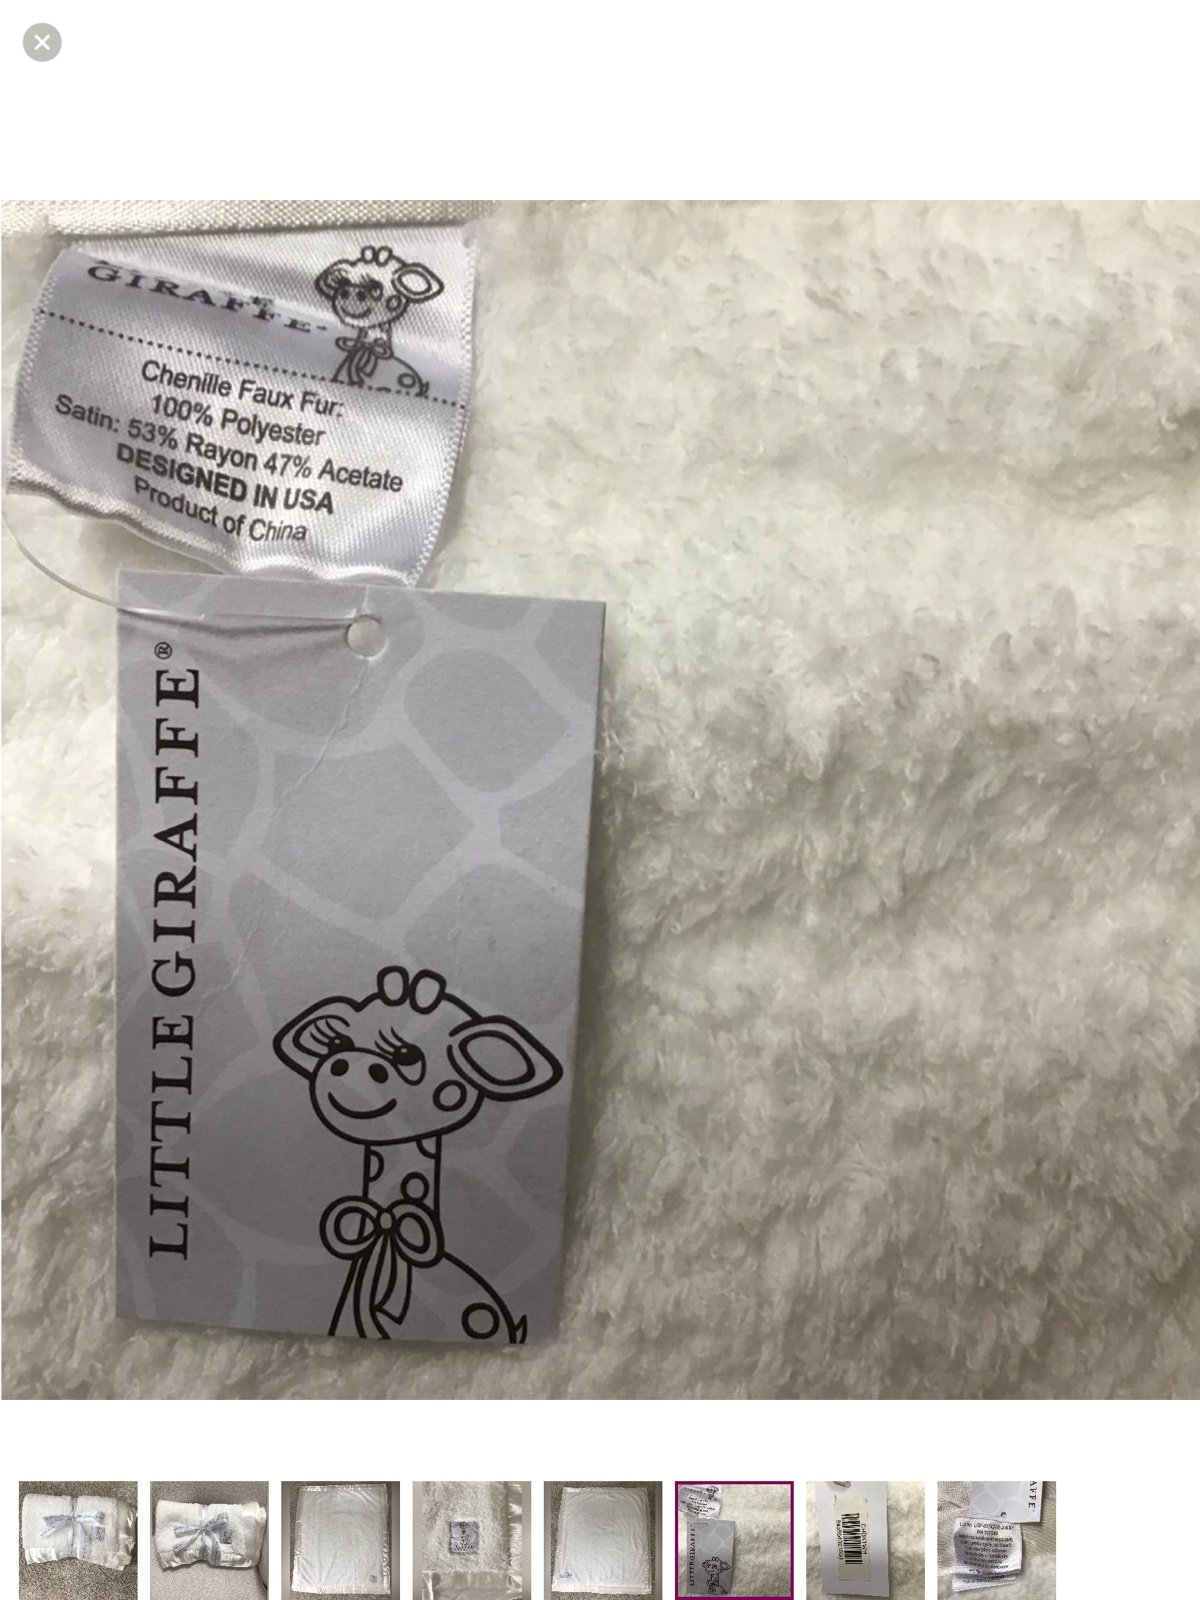 GIRAFFE
Chenille Faux Fur:
100% Polyester
Satin: 53% Rayon 47% Acetate
DESIGNED IN USA
Product of China
LITTLE GIRAFFE®